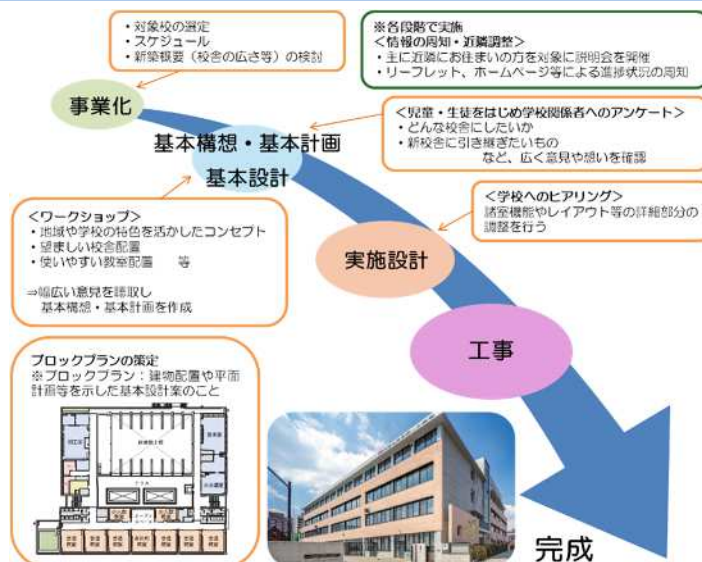 ・対象校の選定
・スケジュール
・新築概要（校舎の広さ等）の検討
※各段階で実施
＜情報の周知・近隣調整＞
・主に近隣にお住まいの方を対象に説明会を開催
・リーフレット、ホームページ等による進捗状況の周知
事業化
＜児童・生徒をはじめ学校関係者へのアンケート＞
・どんな校舎にしたいか
・新校舎に引き継ぎたいもの
など、広く意見や想いを確認
基本構想・基本計画
基本設計
＜学校へのヒアリング＞
諸室機能やレイアウト等の詳細部分の
調整を行う
＜ワークショップ＞
・地域や学校の特色を活かしたコンセプト
・望ましい校舎配置
・使いやすい教室配置　等
⇒幅広い意見を聴取し
基本構想・基本計画を作成
実施設計
工事
ブロックプランの策定
※ブロックプラン：建物配置や平面
計画等を示した基本設計案のこと
完成